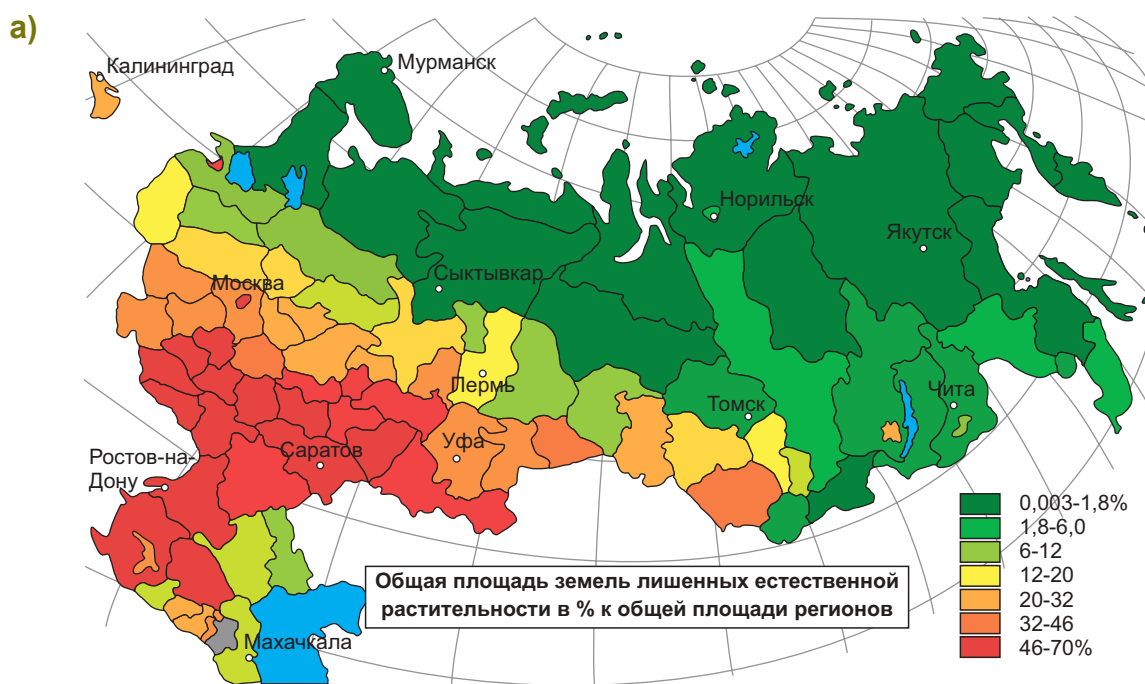 а)
Калининград
Мурманск
Норильск
Якутск
Сыктывкар
Москва
Пермь
Томск
Чита
Уфа
Саратов
Ростов-на-
Дону
Махачкала
Общая площадь земель лишенных естественной
растительности в % к общей площади регионов
0,003-1,8%
1,8-6,0
6-12
12-20
20-32
32-46
46-70%